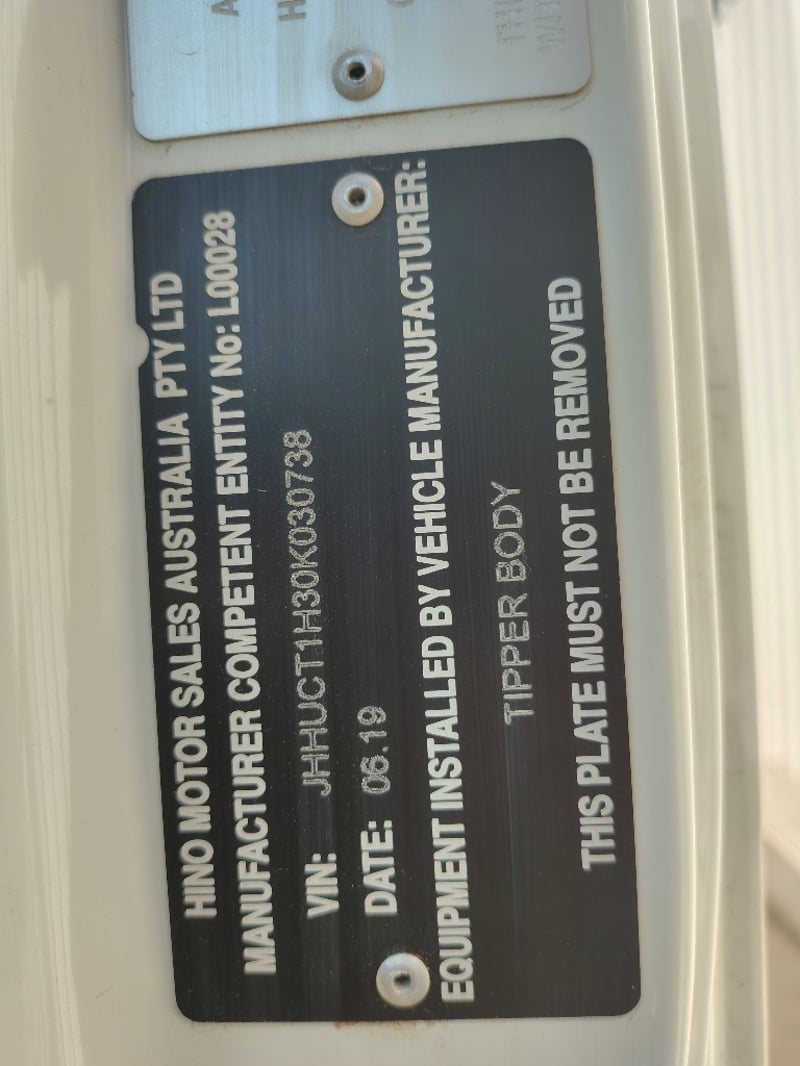 HINO MOTOR SALES AUSTRALIA PTY LTD
MANUFACTURER COMPETENT ENTITY No: L00028
VIN: JHHUCT1H30K030738
DATE: 06.19
EQUIPMENT INSTALLED BY VEHICLE MANUFACTURER:
TIPPER BODY
THIS PLATE MUST NOT BE REMOVED